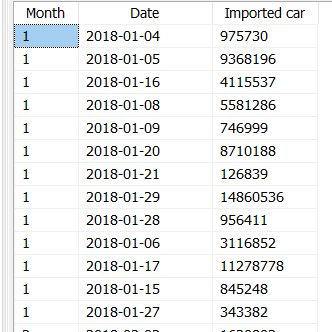 Month Date Imported car
1 2018-01-04 975730
1 2018-01-05 9368196
1 2018-01-16 4115537
1 2018-01-08 5581286
1 2018-01-09 746999
1 2018-01-20 8710188
1 2018-01-21 126839
1 2018-01-29 14860536
1 2018-01-28 956411
1 2018-01-06 3116852
1 2018-01-17 11278778
1 2018-01-15 845248
1 2018-01-27 343382